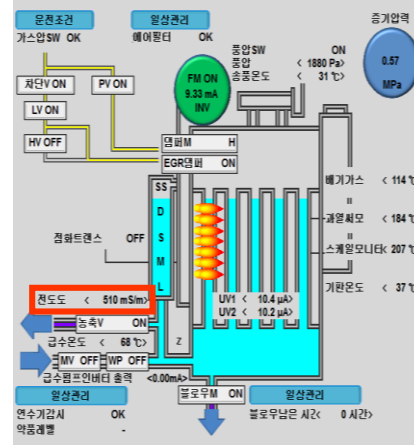 운전조건
일상관리
증기압력
가스압SW OK
에어필터 OK
풍압SW ON
풍압 < 1880 Pa>
송풍온도 < 31 ℃>
0.57
MPa
FM ON
9.33 mA
INV
차단V ON
PV ON
LV ON
HV OFF
댐퍼M H
EGR댐퍼 ON
SS
D
S
M
L
배기가스 < 114 ℃
과열써모 < 184 ℃
스케일모니터< 207 ℃
기판온도 < 37 ℃
점화트랜스 OFF
전도도 < 510 mS/m>
UV1 < 10.4 μA>
UV2 < 10.2 μA>
농축V ON
급수온도 < 68 ℃>
Z
MV OFF
WP OFF
급수펌프인버터 출력 <0.00mA>
블로우M ON
일상관리
일상관리
연수기감시 OK
약품레벨 -
블로우남은 시간< 0 시간>